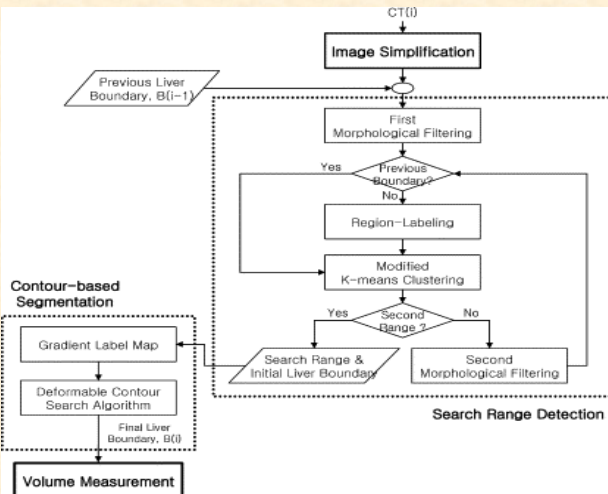 CT(i)
Image Simplification
Previous Liver
Boundary, B(i-1)
First
Morphological Filtering
Yes
Previous
Boundary?
No
Region-Labeling
Modified
K-means Clustering
Contour-based
Segmentation
Yes
Second
Range ?
No
Gradient Label Map
Search Range &
Initial Liver Boundary
Second
Morphological Filtering
Deformable Contour
Search Algorithm
Search Range Detection
Final Liver
Boundary, B(i)
Volume Measurement